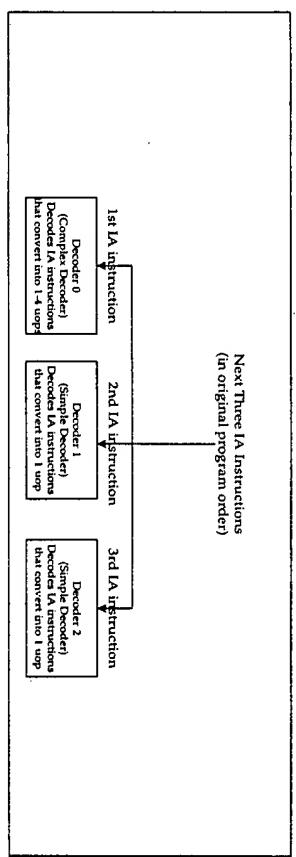 Next Three IA Instructions
(in original program order)
1st IA instruction
2nd IA instruction
3rd IA instruction
Decoder 0
(Complex Decoder)
Decodes IA instructions
that convert into 1-4 uops
Decoder 1
(Simple Decoder)
Decodes IA instructions
that convert into 1 uop
Decoder 2
(Simple Decoder)
Decodes IA instructions
that convert into 1 uop